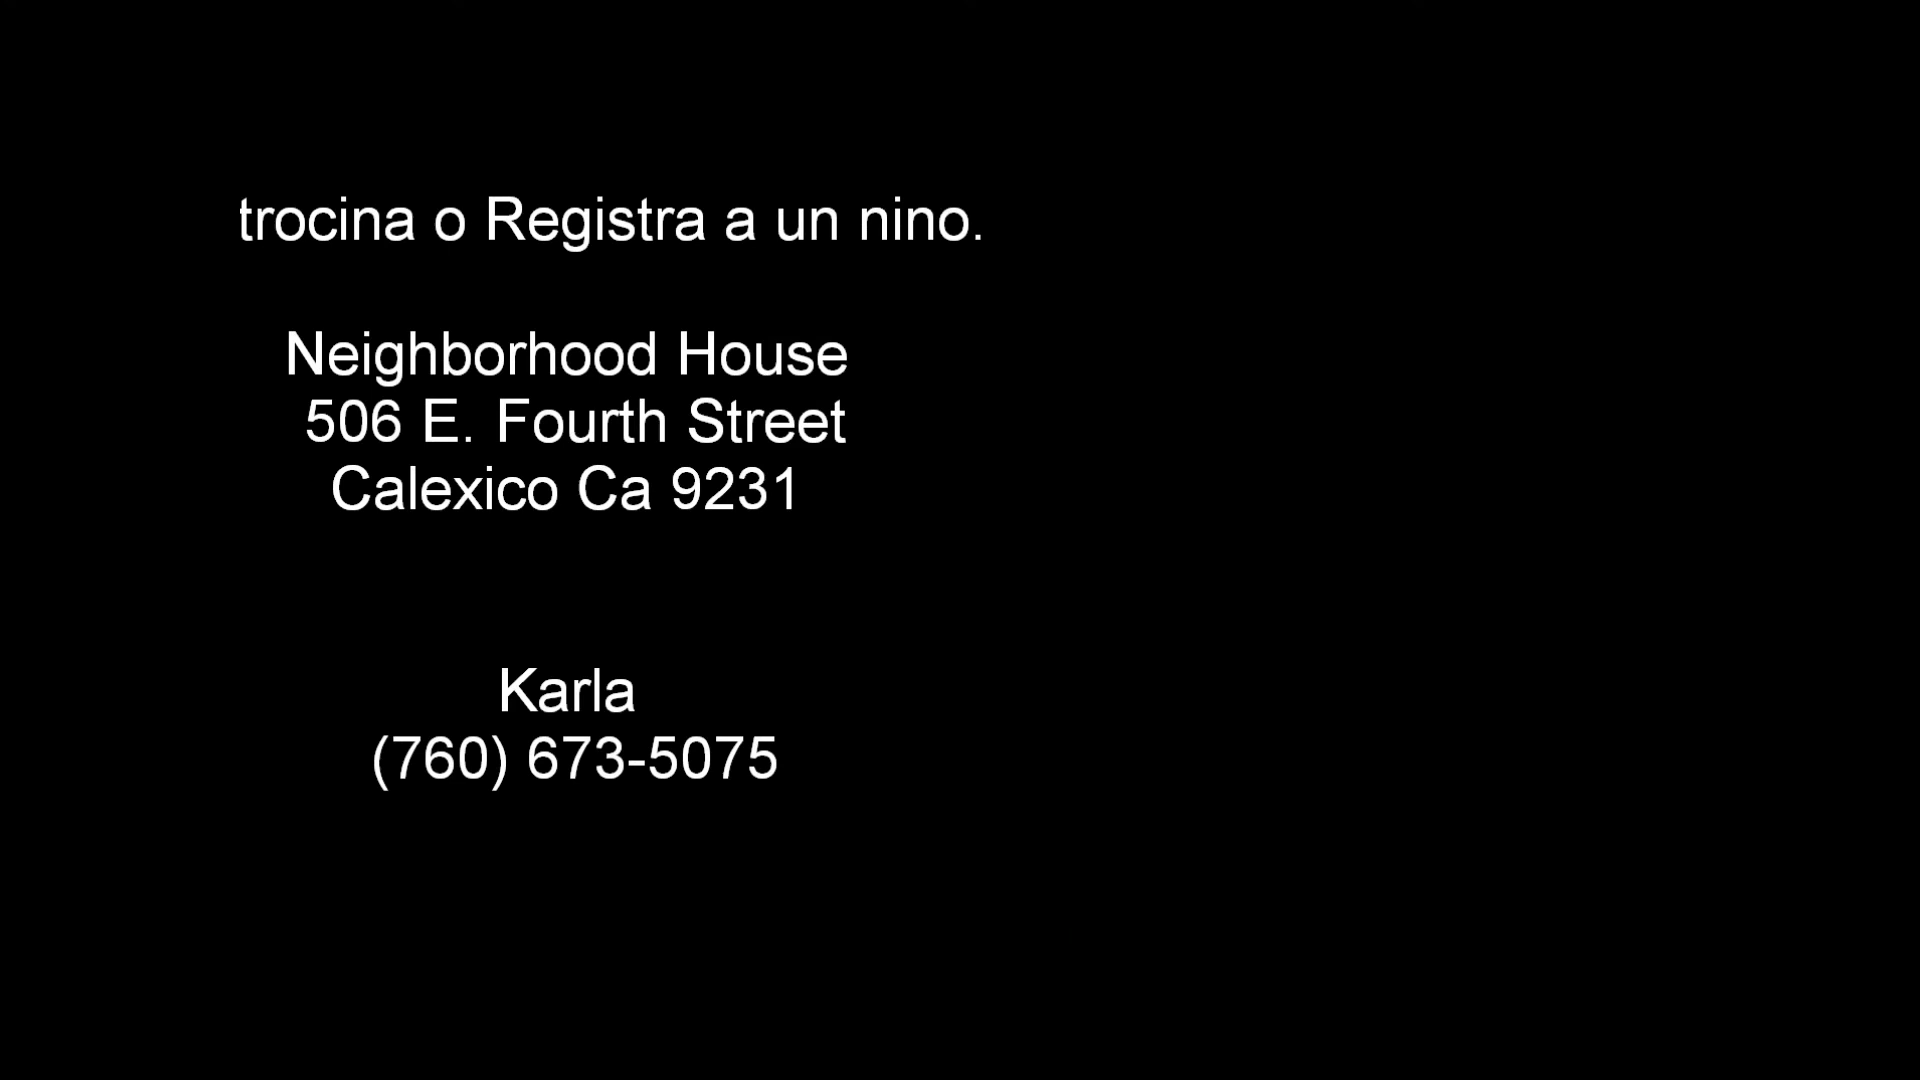 trocina o Registra a un nino.
Neighborhood House
506 E. Fourth Street
Calexico Ca 9231
Karla
(760) 673-5075